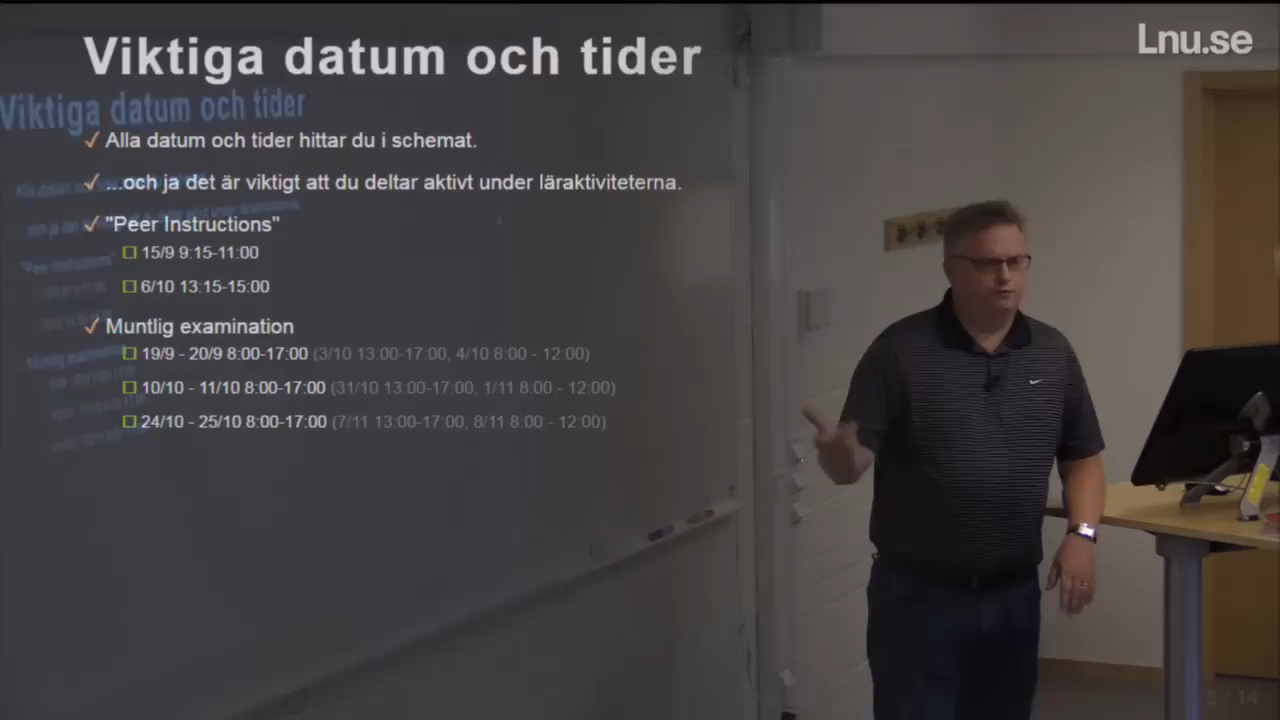 Viktiga datum och tider
Lnu.se
Viktiga datum och tider
✓ Alla datum och tider hittar du i schemat.
✓ ...och ja det är viktigt att du deltar aktivt under läraktiviteterna.
✓ "Peer Instructions"
15/9 9:15-11:00
6/10 13:15-15:00
✓ Muntlig examination
19/9 - 20/9 8:00-17:00 (3/10 13:00-17:00, 4/10 8:00 - 12:00)
10/10 - 11/10 8:00-17:00 (31/10 13:00-17:00, 1/11 8:00 - 12:00)
24/10 - 25/10 8:00-17:00 (7/11 13:00-17:00, 8/11 8:00 - 12:00)
/ 14